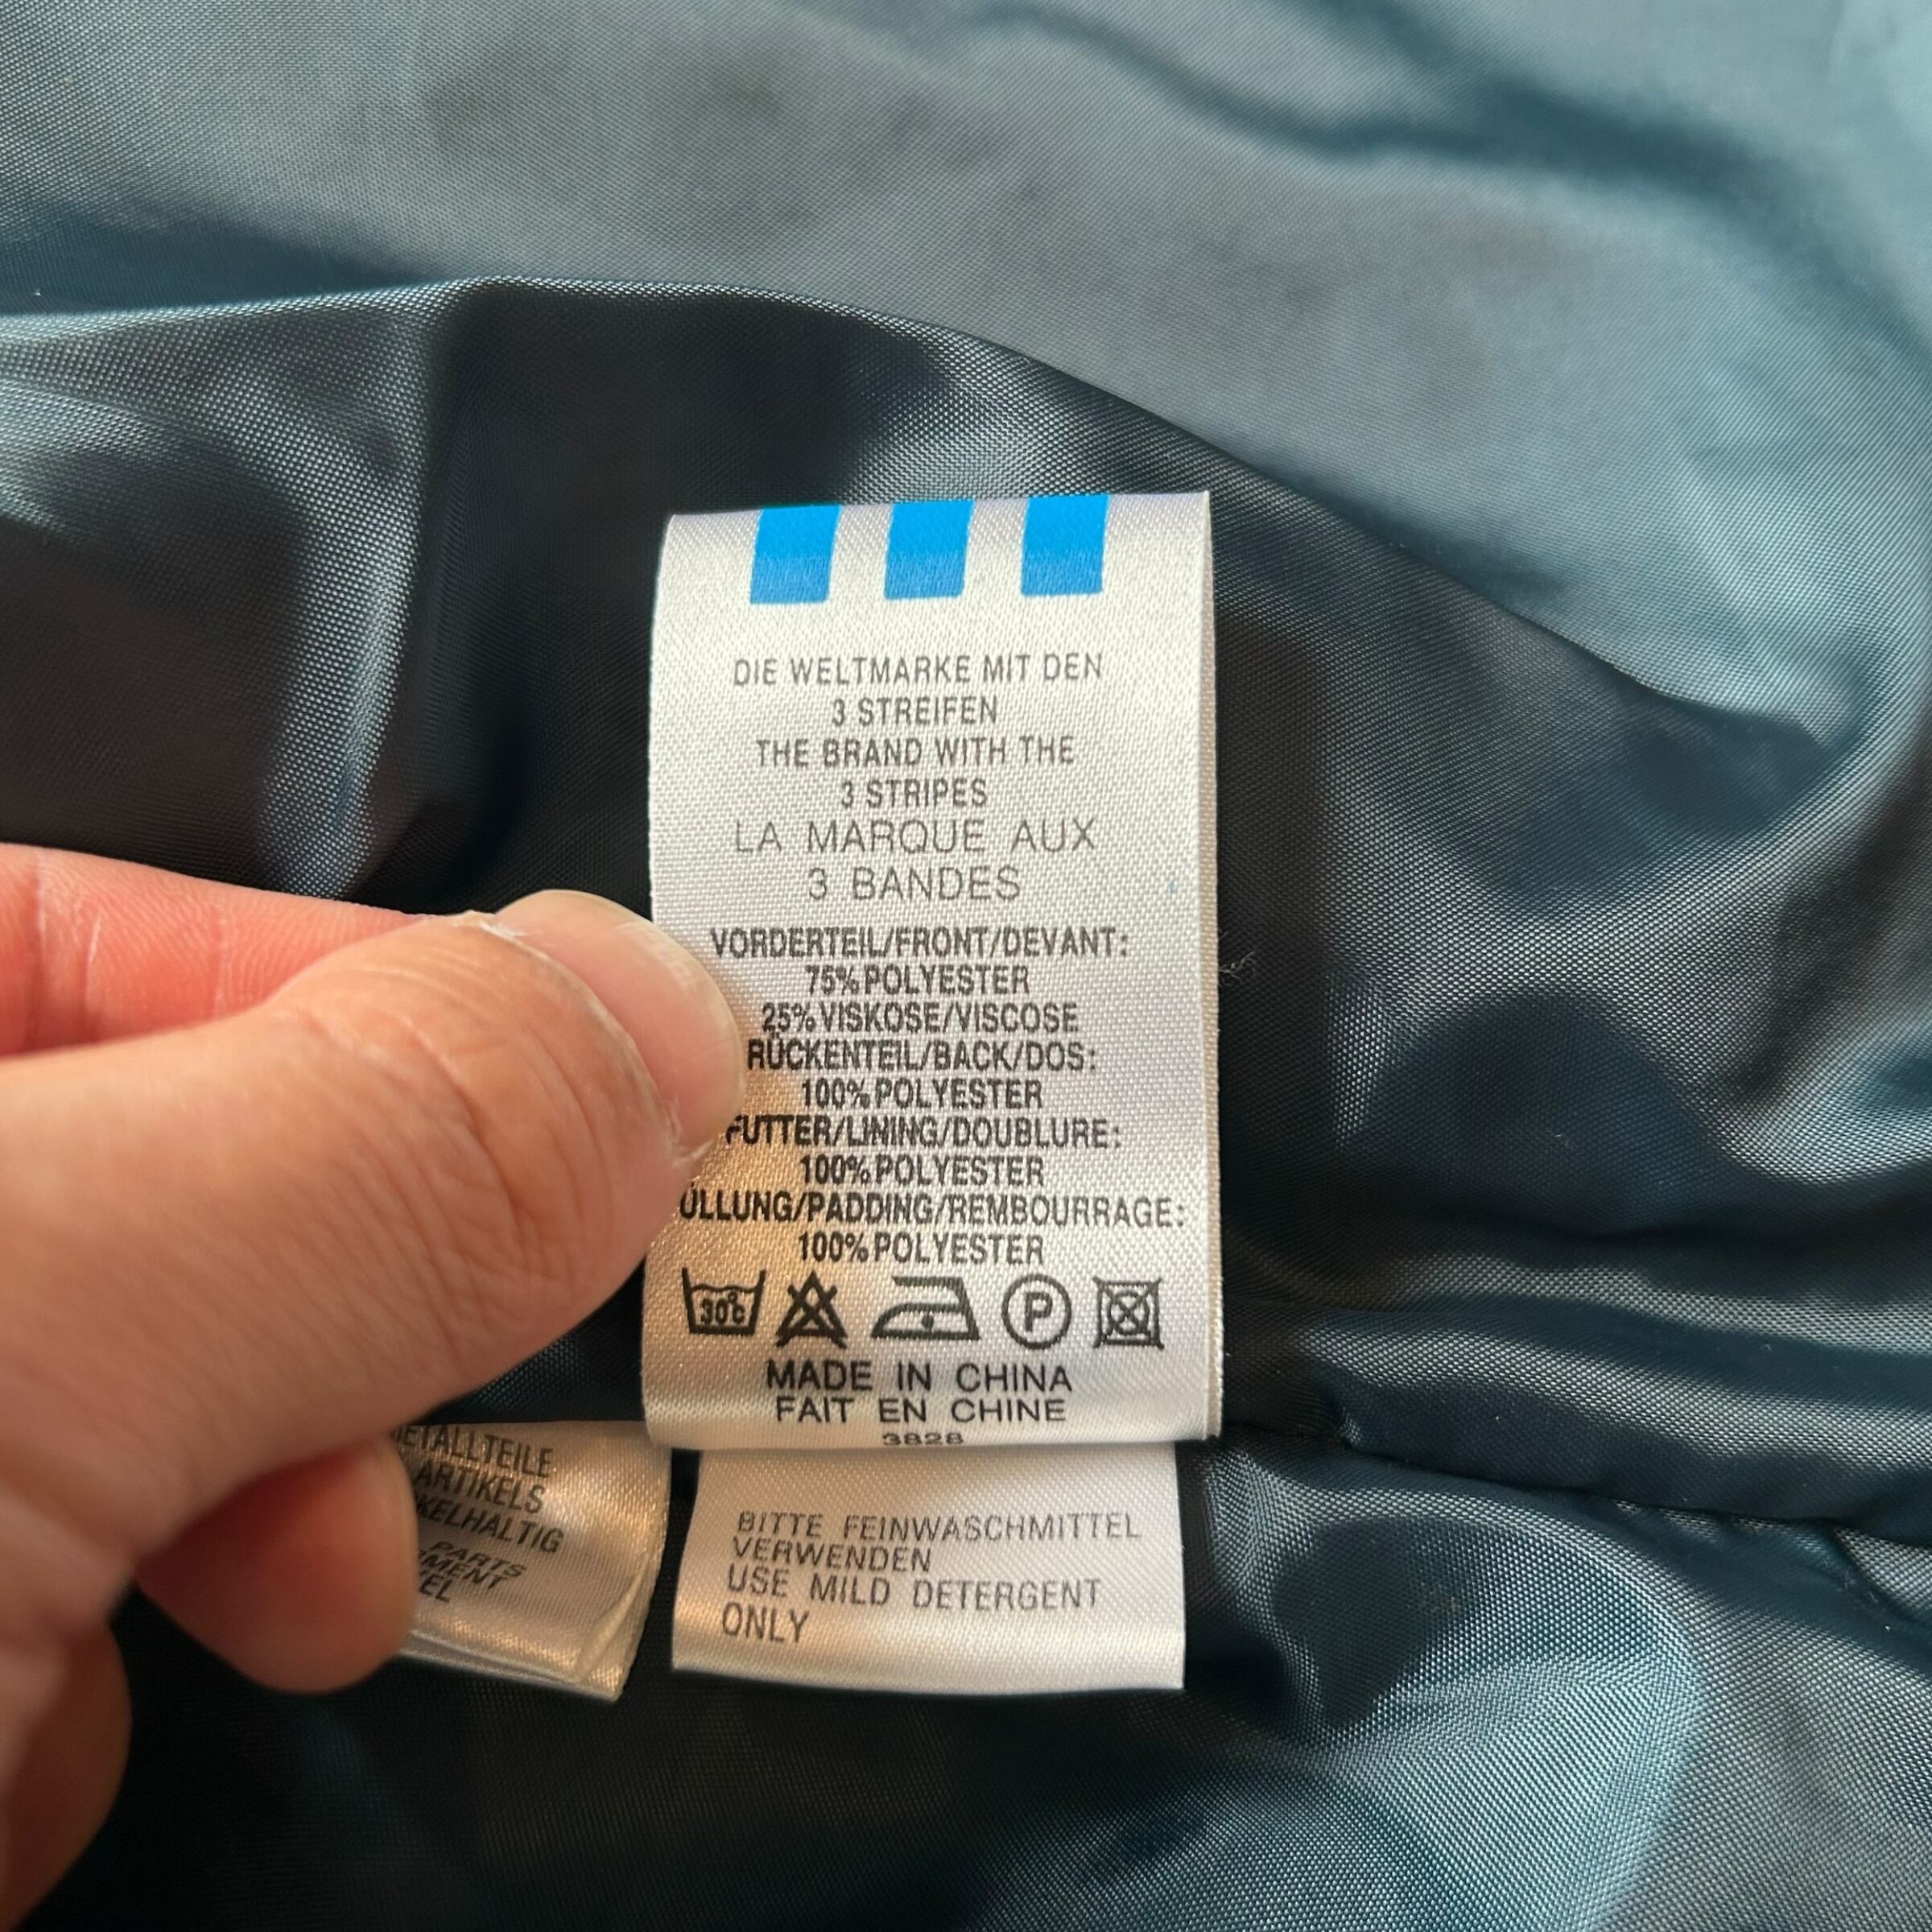 DIE WELTMARKE MIT DEN
3 STREIFEN
THE BRAND WITH THE
3 STRIPES
LA MARQUE AUX
3 BANDES
VORDERTEIL/FRONT/DEVANT:
75% POLYESTER
25% VISKOSE/VISCOSE
RÜCKENTEIL/BACK/DOS:
100% POLYESTER
FUTTER/LINING/DOUBLURE:
100% POLYESTER
ÜLLUNG/PADDING/REMBOURRAGE:
100% POLYESTER
30°C P
MADE IN CHINA
FAIT EN CHINE
3828
ETALLTEILE
ARTIKELS
KELHALTIG
PARTS
BITTE FEINWASCHMITTEL
VERWENDEN
USE MILD DETERGENT
ONLY